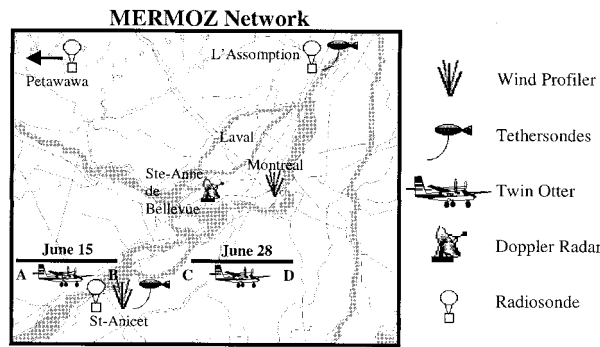 MERMOZ Network
L'Assomption
Petawawa
Laval
Montreal
Ste-Anne
de
Bellevue
June 15
June 28
A
B
C
D
St-Anicet
Wind Profiler
Tethersondes
Twin Otter
Doppler Radar
Radiosonde